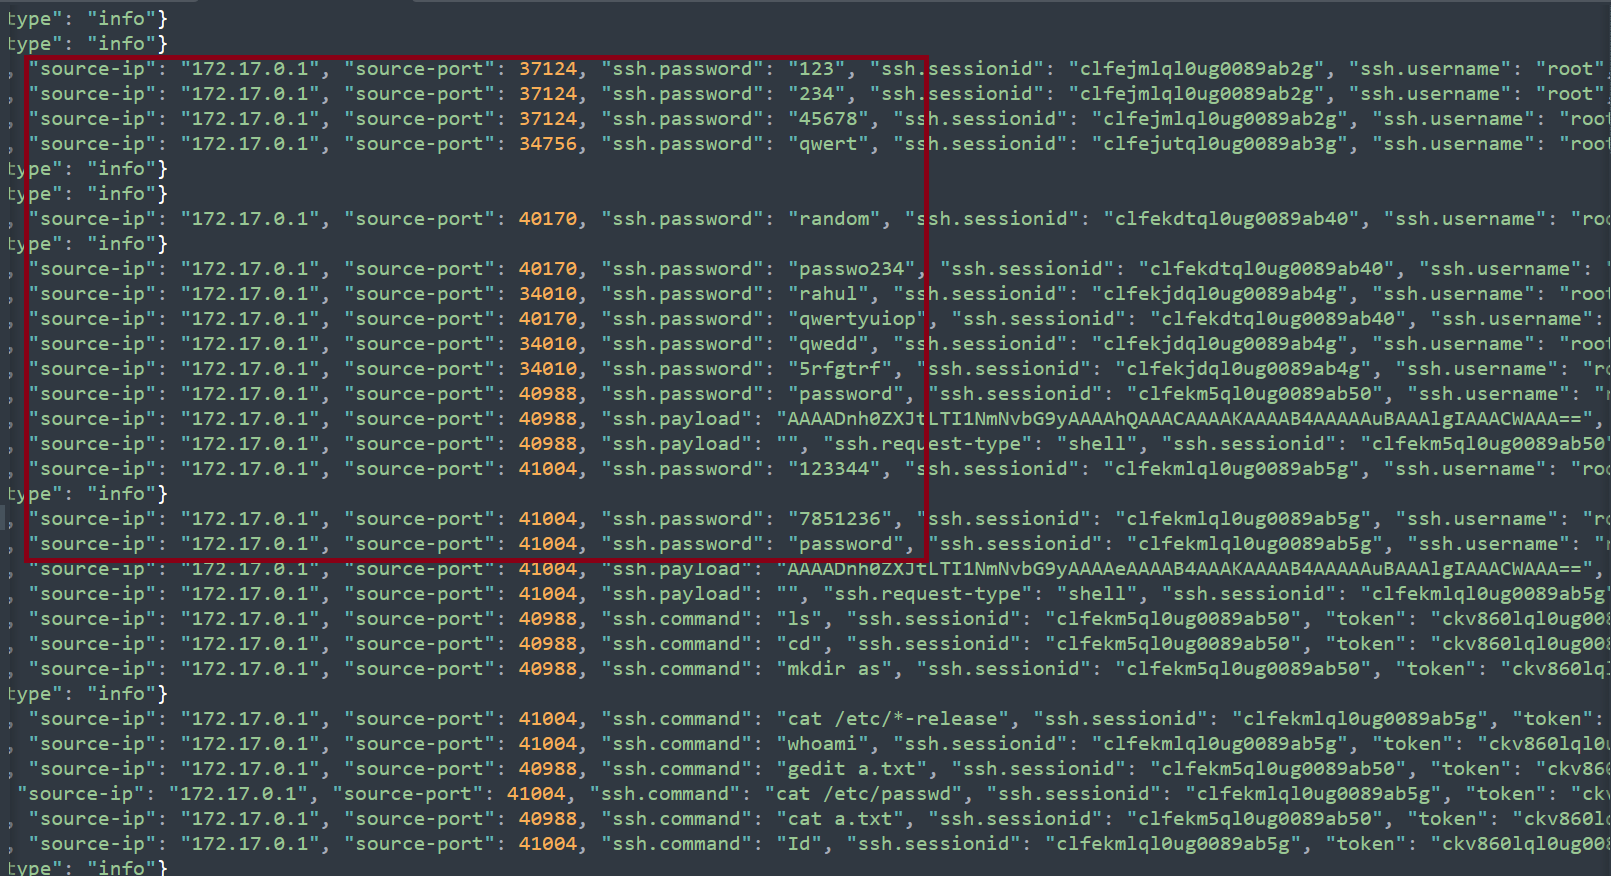 type": "info"}
type": "info"}
, "source-ip": "172.17.0.1", "source-port": 37124, "ssh.password": "123", "ssh.sessionid": "clfejmlql0ug0089ab2g", "ssh.username": "root"
, "source-ip": "172.17.0.1", "source-port": 37124, "ssh.password": "234", "ssh.sessionid": "clfejmlql0ug0089ab2g", "ssh.username": "root"
, "source-ip": "172.17.0.1", "source-port": 37124, "ssh.password": "45678", "ssh.sessionid": "clfejmlql0ug0089ab2g", "ssh.username": "root
, "source-ip": "172.17.0.1", "source-port": 34756, "ssh.password": "qwert", "ssh.sessionid": "clfejutql0ug0089ab3g", "ssh.username": "root
type": "info"}
type": "info"}
, "source-ip": "172.17.0.1", "source-port": 40170, "ssh.password": "random", "ssh.sessionid": "clfekdtql0ug0089ab40", "ssh.username": "roo
type": "info"}
, "source-ip": "172.17.0.1", "source-port": 40170, "ssh.password": "passwo234", "ssh.sessionid": "clfekdtql0ug0089ab40", "ssh.username": "
, "source-ip": "172.17.0.1", "source-port": 34010, "ssh.password": "rahul", "ssh.sessionid": "clfekjdql0ug0089ab4g", "ssh.username": "root
, "source-ip": "172.17.0.1", "source-port": 40170, "ssh.password": "qwertyuiop", "ssh.sessionid": "clfekdtql0ug0089ab40", "ssh.username":
, "source-ip": "172.17.0.1", "source-port": 34010, "ssh.password": "qwedd", "ssh.sessionid": "clfekjdql0ug0089ab4g", "ssh.username": "root
, "source-ip": "172.17.0.1", "source-port": 34010, "ssh.password": "5rfgtrf", "ssh.sessionid": "clfekjdql0ug0089ab4g", "ssh.username": "ro
, "source-ip": "172.17.0.1", "source-port": 40988, "ssh.password": "password", "ssh.sessionid": "clfekm5ql0ug0089ab50", "ssh.username": "r
, "source-ip": "172.17.0.1", "source-port": 40988, "ssh.payload": "AAAADnh0ZXJtLTI1NmNvbG9yAAAAhQAAACAAAAKAAAAB4AAAAAuBAAAlgIAAACWAAA==",
, "source-ip": "172.17.0.1", "source-port": 40988, "ssh.payload": "", "ssh.request-type": "shell", "ssh.sessionid": "clfekm5ql0ug0089ab50"
, "source-ip": "172.17.0.1", "source-port": 41004, "ssh.password": "123344", "ssh.sessionid": "clfekmlql0ug0089ab5g", "ssh.username": "roo
type": "info"}
, "source-ip": "172.17.0.1", "source-port": 41004, "ssh.password": "7851236", "ssh.sessionid": "clfekmlql0ug0089ab5g", "ssh.username": "ro
, "source-ip": "172.17.0.1", "source-port": 41004, "ssh.password": "password", "ssh.sessionid": "clfekmlql0ug0089ab5g", "ssh.username": "r
, "source-ip": "172.17.0.1", "source-port": 41004, "ssh.payload": "AAAADnh0ZXJtLTI1NmNvbG9yAAAAeAAAAB4AAAKAAAAB4AAAAAuBAAAlgIAAACWAAA==",
, "source-ip": "172.17.0.1", "source-port": 41004, "ssh.payload": "", "ssh.request-type": "shell", "ssh.sessionid": "clfekmlql0ug0089ab5g"
, "source-ip": "172.17.0.1", "source-port": 40988, "ssh.command": "ls", "ssh.sessionid": "clfekm5ql0ug0089ab50", "token": "ckv860lql0ug008
, "source-ip": "172.17.0.1", "source-port": 40988, "ssh.command": "cd", "ssh.sessionid": "clfekm5ql0ug0089ab50", "token": "ckv860lql0ug008
, "source-ip": "172.17.0.1", "source-port": 40988, "ssh.command": "mkdir as", "ssh.sessionid": "clfekm5ql0ug0089ab50", "token": "ckv860lql
type": "info"}
, "source-ip": "172.17.0.1", "source-port": 41004, "ssh.command": "cat /etc/*-release", "ssh.sessionid": "clfekmlql0ug0089ab5g", "token":
, "source-ip": "172.17.0.1", "source-port": 41004, "ssh.command": "whoami", "ssh.sessionid": "clfekmlql0ug0089ab5g", "token": "ckv860lql0u
, "source-ip": "172.17.0.1", "source-port": 40988, "ssh.command": "gedit a.txt", "ssh.sessionid": "clfekm5ql0ug0089ab50", "token": "ckv860
"source-ip": "172.17.0.1", "source-port": 41004, "ssh.command": "cat /etc/passwd", "ssh.sessionid": "clfekmlql0ug0089ab5g", "token": "ckv
, "source-ip": "172.17.0.1", "source-port": 40988, "ssh.command": "cat a.txt", "ssh.sessionid": "clfekm5ql0ug0089ab50", "token": "ckv860lq
, "source-ip": "172.17.0.1", "source-port": 41004, "ssh.command": "Id", "ssh.sessionid": "clfekmlql0ug0089ab5g", "token": "ckv860lql0ug008
type": "info"}